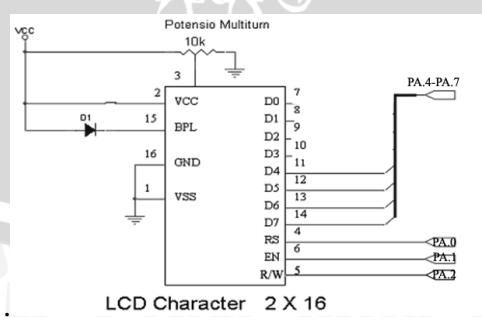 Potensio Multiturn
VCC
10k
3
2
VCC
D1
15
BPL
16
GND
1
VSS
D0
7
D1
8
D2
9
D3
10
D4
11
D5
12
D6
13
D7
14
RS
4
EN
6
R/W
5
PA.4-PA.7
PA.0
PA.1
PA.2
LCD Character 2 X 16